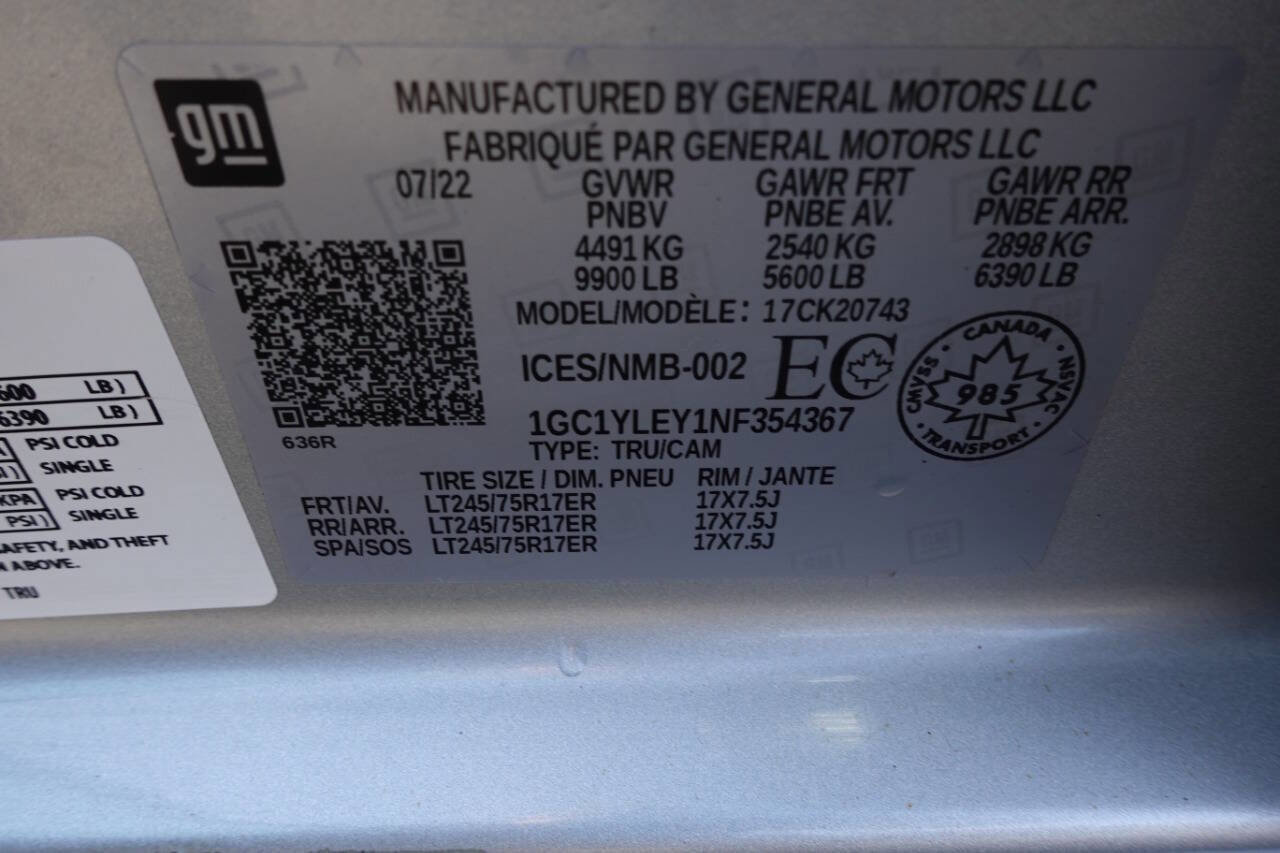 gm
MANUFACTURED BY GENERAL MOTORS LLC
FABRIQUÉ PAR GENERAL MOTORS LLC
07/22 GVWR GAWR FRT GAWR RR
PNBV PNBE AV. PNBE ARR.
4491 KG 2540 KG 2898 KG
9900 LB 5600 LB 6390 LB
MODEL/MODÈLE: 17CK20743
ICES/NMB-002 EC
CANADA
CMVSS 985 NSVAC
TRANSPORT
1GC1YLEY1NF354367
636R
TYPE: TRU/CAM
TIRE SIZE / DIM. PNEU RIM / JANTE
FRT/AV. LT245/75R17ER 17X7.5J
RR/ARR. LT245/75R17ER 17X7.5J
SPA/SOS LT245/75R17ER 17X7.5J
600 LB)
6390 LB)
PSI COLD
SINGLE
KPA PSI COLD
PSI) SINGLE
AFETY, AND THEFT
N ABOVE.
TRU